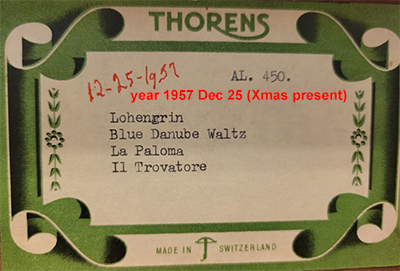 THORENS
12-25-1957
AL. 450.
year 1957 Dec 25 (Xmas present)
Lohengrin
Blue Danube Waltz
La Paloma
Il Trovatore
MADE IN SWITZERLAND